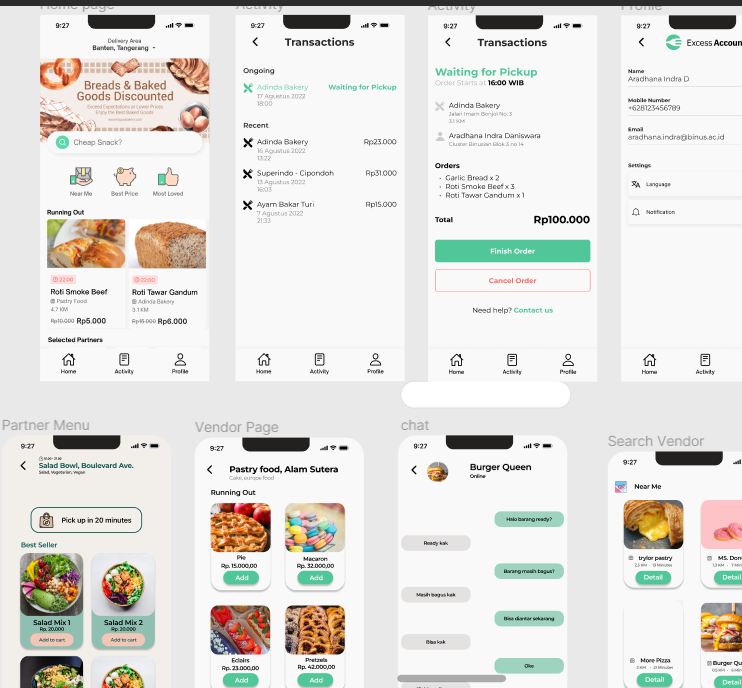 Home page
9:27
Delivery Area
Banten, Tangerang
Breads & Baked
Goods Discounted
Exceed Expectations at Lower Prices
Enjoy the Best Baked Goods
Cheap Snack?
Near Me
Best Price
Most Loved
Running Out
22:00
Roti Smoke Beef
Pastry Food
4.7 KM
Rp10.000 Rp5.000
22:00
Roti Tawar Gandum
Adinda Bakery
3.1 KM
Rp15.000 Rp6.000
Selected Partners
Home
Activity
Profile
Activity
9:27
Transactions
Ongoing
Adinda Bakery
Waiting for Pickup
17 Agustus 2022
18:00
Recent
Adinda Bakery
Rp23.000
16 Agustus 2022
13:22
Superindo - Cipondoh
Rp31.000
13 Agustus 2022
16:03
Ayam Bakar Turi
Rp15.000
7 Agustus 2022
21:33
Home
Activity
Profile
Activity
9:27
Transactions
Waiting for Pickup
Order Starts at 16:00 WIB
Adinda Bakery
Jalan Imam Bonjol No. 3
3.1 KM
Aradhana Indra Daniswara
Cluster Binusian Blok 3 no 14
Orders
• Garlic Bread x 2
• Roti Smoke Beef x 3
• Roti Tawar Gandum x 1
Total
Rp100.000
Finish Order
Cancel Order
Need help? Contact us
Home
Activity
Profile
Profile
9:27
Excess Accoun
Name
Aradhana Indra D
Mobile Number
+628123456789
Email
aradhana.indra@binus.ac.id
Settings
Language
Notification
Home
Activity
Partner Menu
9:27
Salad Bowl, Boulevard Ave.
Salad, Vegetarian, Vegan
Pick up in 20 minutes
Best Seller
Salad Mix 1
Rp. 20,000
Add to cart
Salad Mix 2
Rp. 20,000
Add to cart
Vendor Page
9:27
Pastry food, Alam Sutera
Cake, europe food
Running Out
Pie
Rp. 15.000,00
Add
Macaron
Rp. 32.000,00
Add
Eclairs
Rp. 23.000,00
Add
Pretzels
Rp. 42.000,00
Add
chat
9:27
Burger Queen
Online
Halo barang ready?
Ready kak
Barang masih bagus?
Masih bagus kak
Bisa diantar sekarang
Bisa kak
Oke
Search Vendor
9:27
Near Me
trylor pastry
Detail
MS. Don
Detail
More Pizza
Detail
Burger Qu
Detail